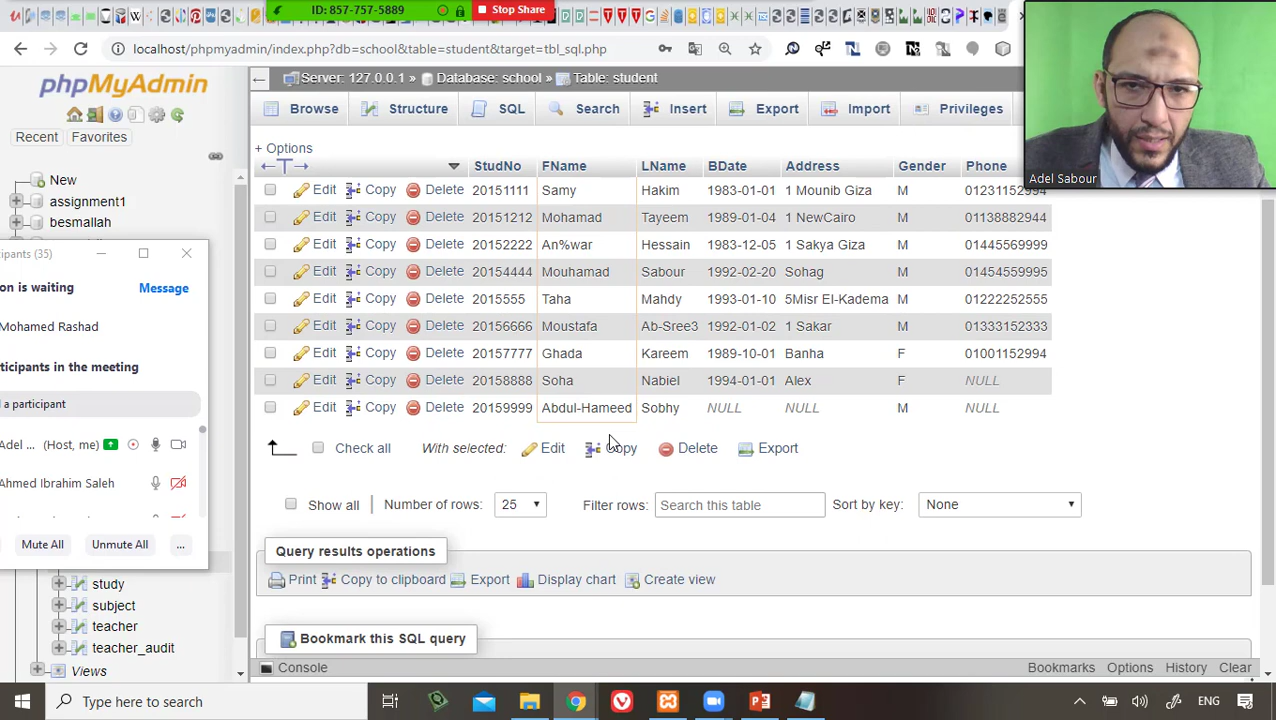 ID: 857-757-5889
Stop Share
localhost/phpmyadmin/index.php?db=school&table=student&target=tbl_sql.php
phpMyAdmin
Recent
Favorites
New
assignment1
besmallah
Server: 127.0.0.1 » Database: school » Table: student
Browse Structure SQL Search Insert Export Import Privileges
Adel Sabour
+ Options
StudNo FName LName BDate Address Gender Phone
Edit Copy Delete 20151111 Samy Hakim 1983-01-01 1 Mounib Giza M 01231152994
Edit Copy Delete 20151212 Mohamad Tayeem 1989-01-04 1 NewCairo M 01138882944
Edit Copy Delete 20152222 An%war Hessain 1983-12-05 1 Sakya Giza M 01445569999
Edit Copy Delete 20154444 Mouhamad Sabour 1992-02-20 Sohag M 01454559995
Edit Copy Delete 2015555 Taha Mahdy 1993-01-10 5Misr El-Kadema M 01222252555
Edit Copy Delete 20156666 Moustafa Ab-Sree3 1992-01-02 1 Sakar M 01333152333
Edit Copy Delete 20157777 Ghada Kareem 1989-10-01 Banha F 01001152994
Edit Copy Delete 20158888 Soha Nabiel 1994-01-01 Alex F NULL
Edit Copy Delete 20159999 Abdul-Hameed Sobhy NULL NULL M NULL
Check all With selected: Edit Copy Delete Export
Show all Number of rows: 25 Filter rows: Search this table Sort by key: None
Query results operations
Print Copy to clipboard Export Display chart Create view
Bookmark this SQL query
Console Bookmarks Options History Clear
cipants (35)
on is waiting Message
Mohamed Rashad
participants in the meeting
d a participant
Adel ... (Host, me)
Ahmed Ibrahim Saleh
Mute All Unmute All ...
study
subject
teacher
teacher_audit
Views
Type here to search
ENG